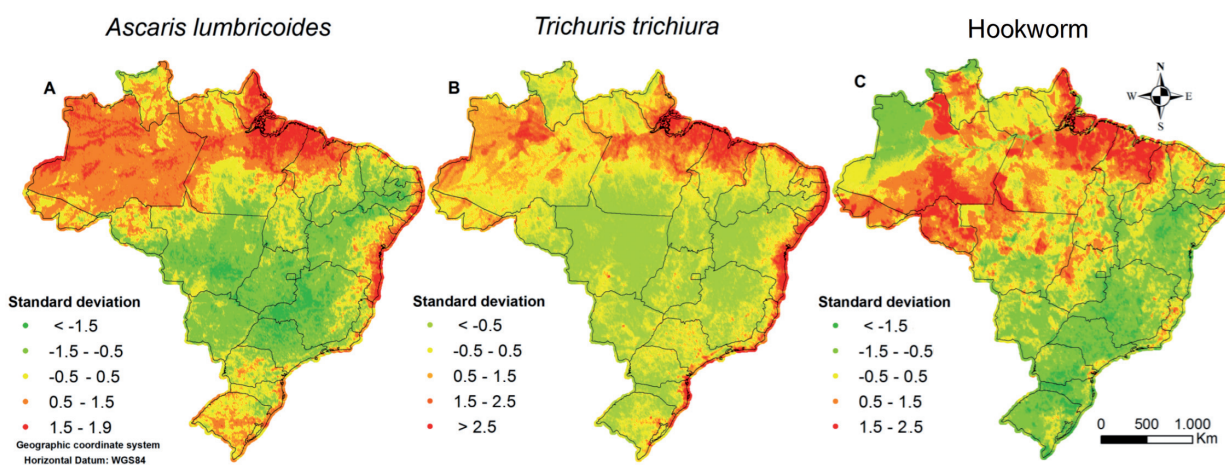 Ascaris lumbricoides
Trichuris trichiura
Hookworm
A
B
C
N
W
E
S
Standard deviation
< -1.5
-1.5 - -0.5
-0.5 - 0.5
0.5 - 1.5
1.5 - 1.9
Geographic coordinate system
Horizontal Datum: WGS84
Standard deviation
< -0.5
-0.5 - 0.5
0.5 - 1.5
1.5 - 2.5
> 2.5
Standard deviation
< -1.5
-1.5 - -0.5
-0.5 - 0.5
0.5 - 1.5
1.5 - 2.5
0 500 1.000
Km